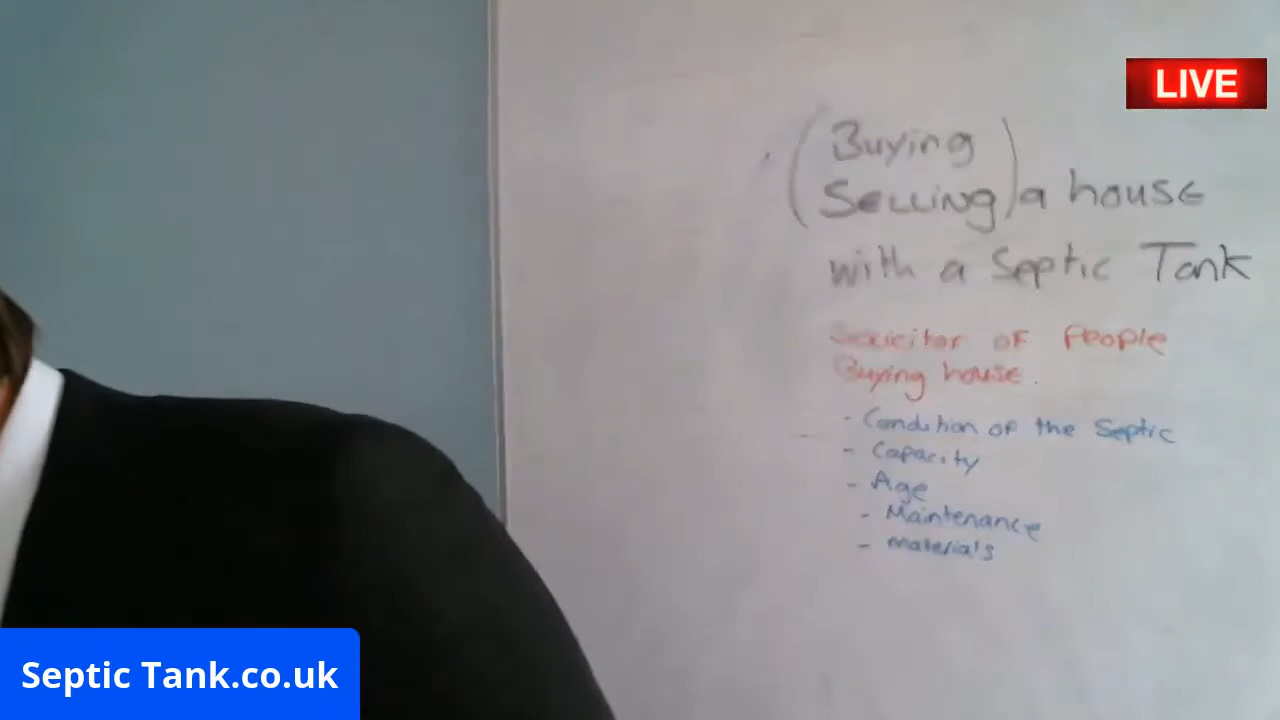 LIVE
(Buying
Selling) a house
with a Septic Tank
Solicitor of People
Buying house.
- Condition of the Septic
- Capacity
- Age
- Maintenance
- Materials
Septic Tank.co.uk